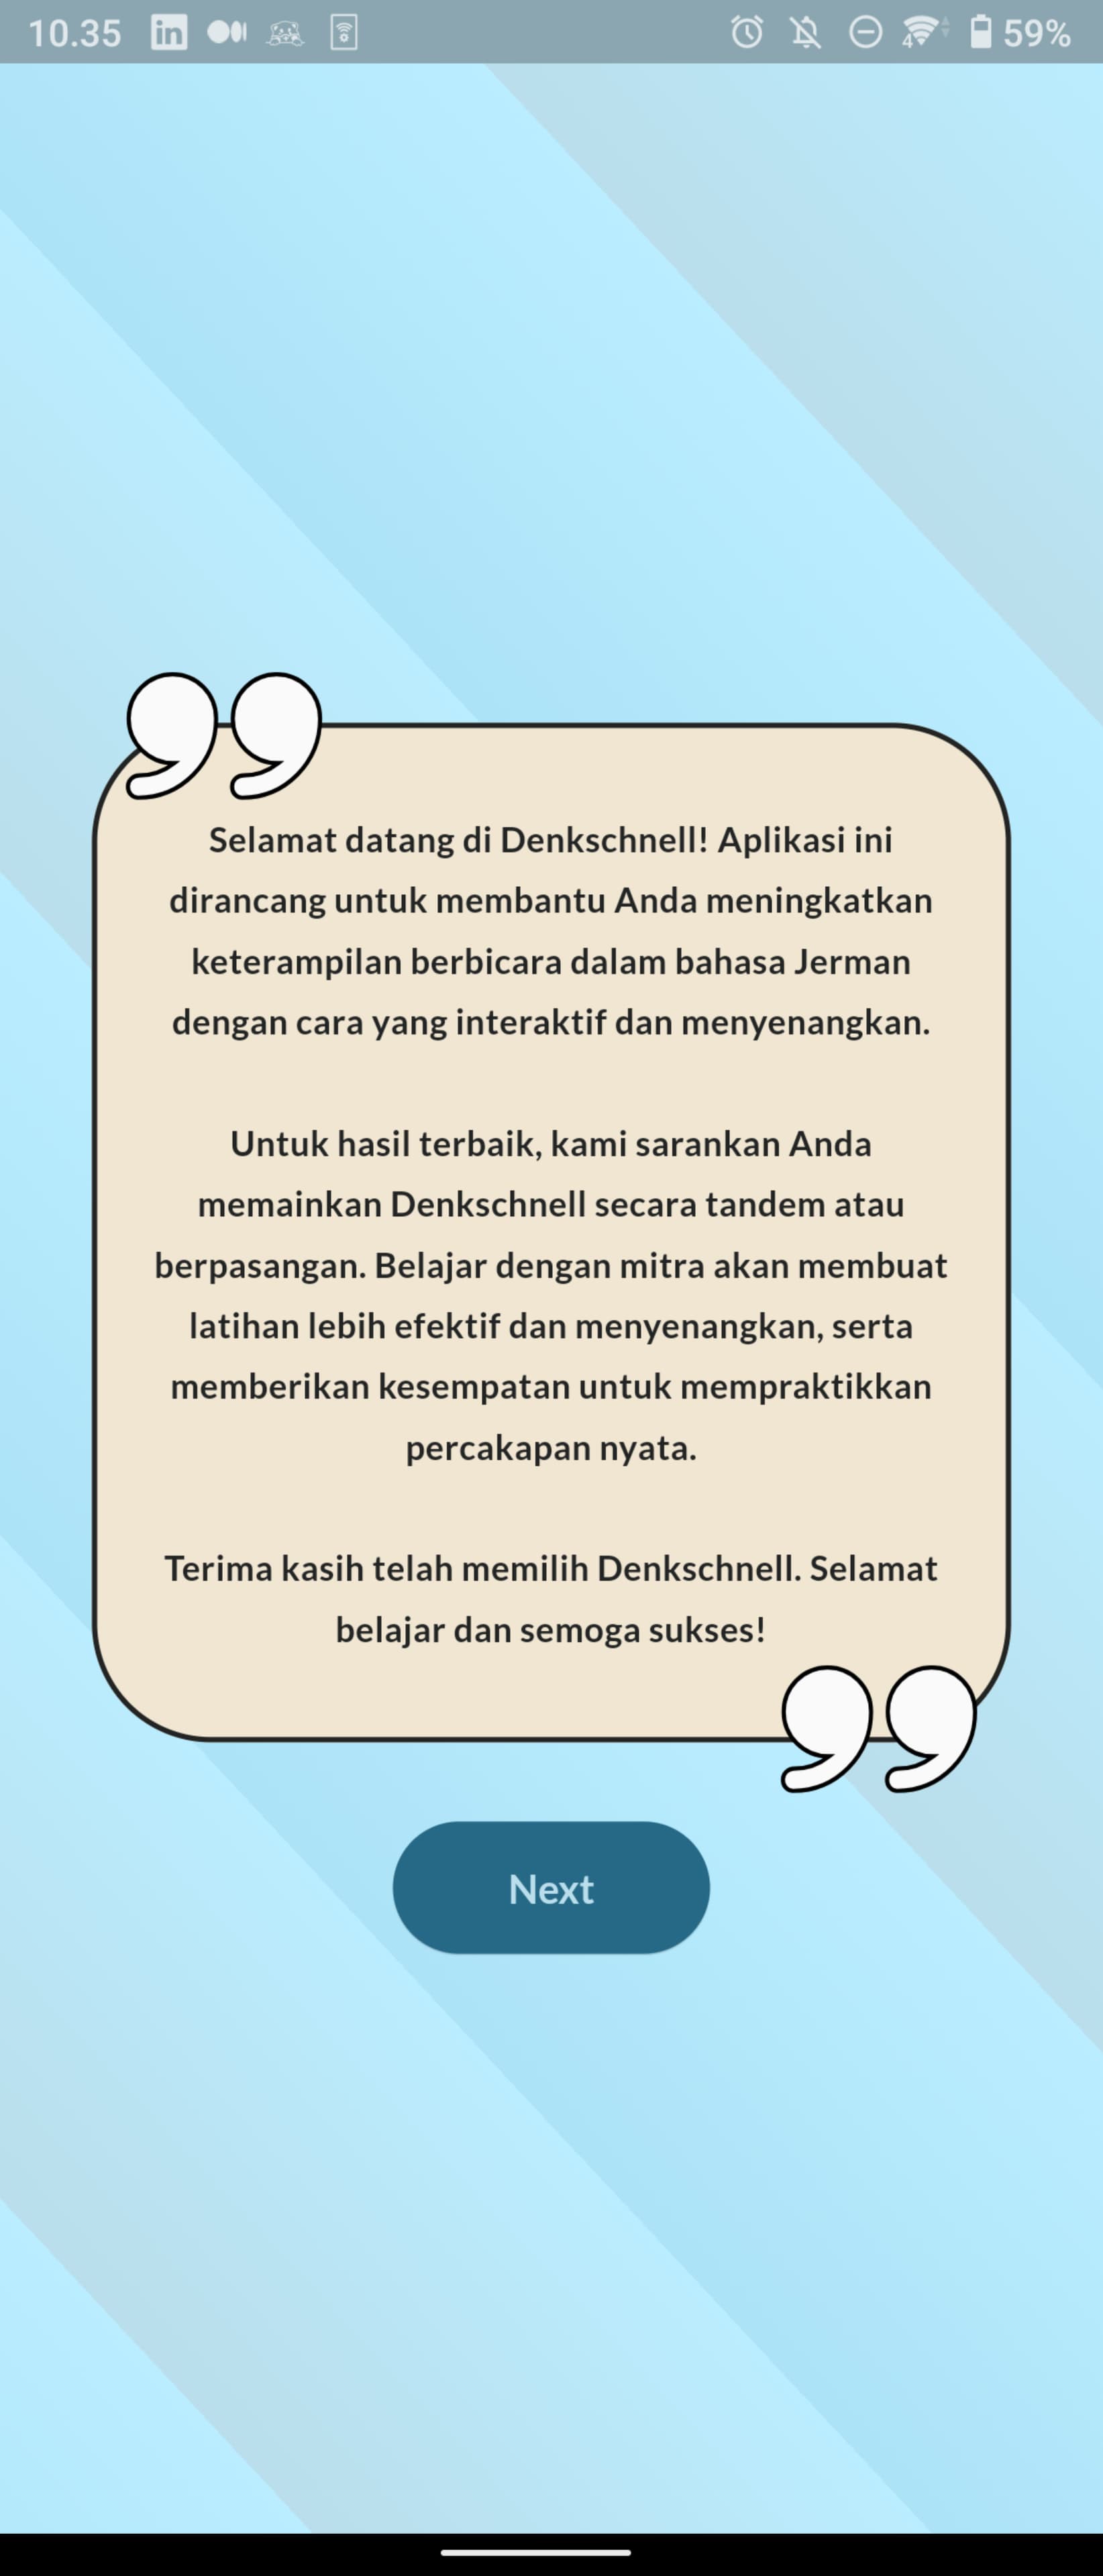 10.35
in
4
59%
Selamat datang di Denkschnell! Aplikasi ini
dirancang untuk membantu Anda meningkatkan
keterampilan berbicara dalam bahasa Jerman
dengan cara yang interaktif dan menyenangkan.
Untuk hasil terbaik, kami sarankan Anda
memainkan Denkschnell secara tandem atau
berpasangan. Belajar dengan mitra akan membuat
latihan lebih efektif dan menyenangkan, serta
memberikan kesempatan untuk mempraktikkan
percakapan nyata.
Terima kasih telah memilih Denkschnell. Selamat
belajar dan semoga sukses!
Next